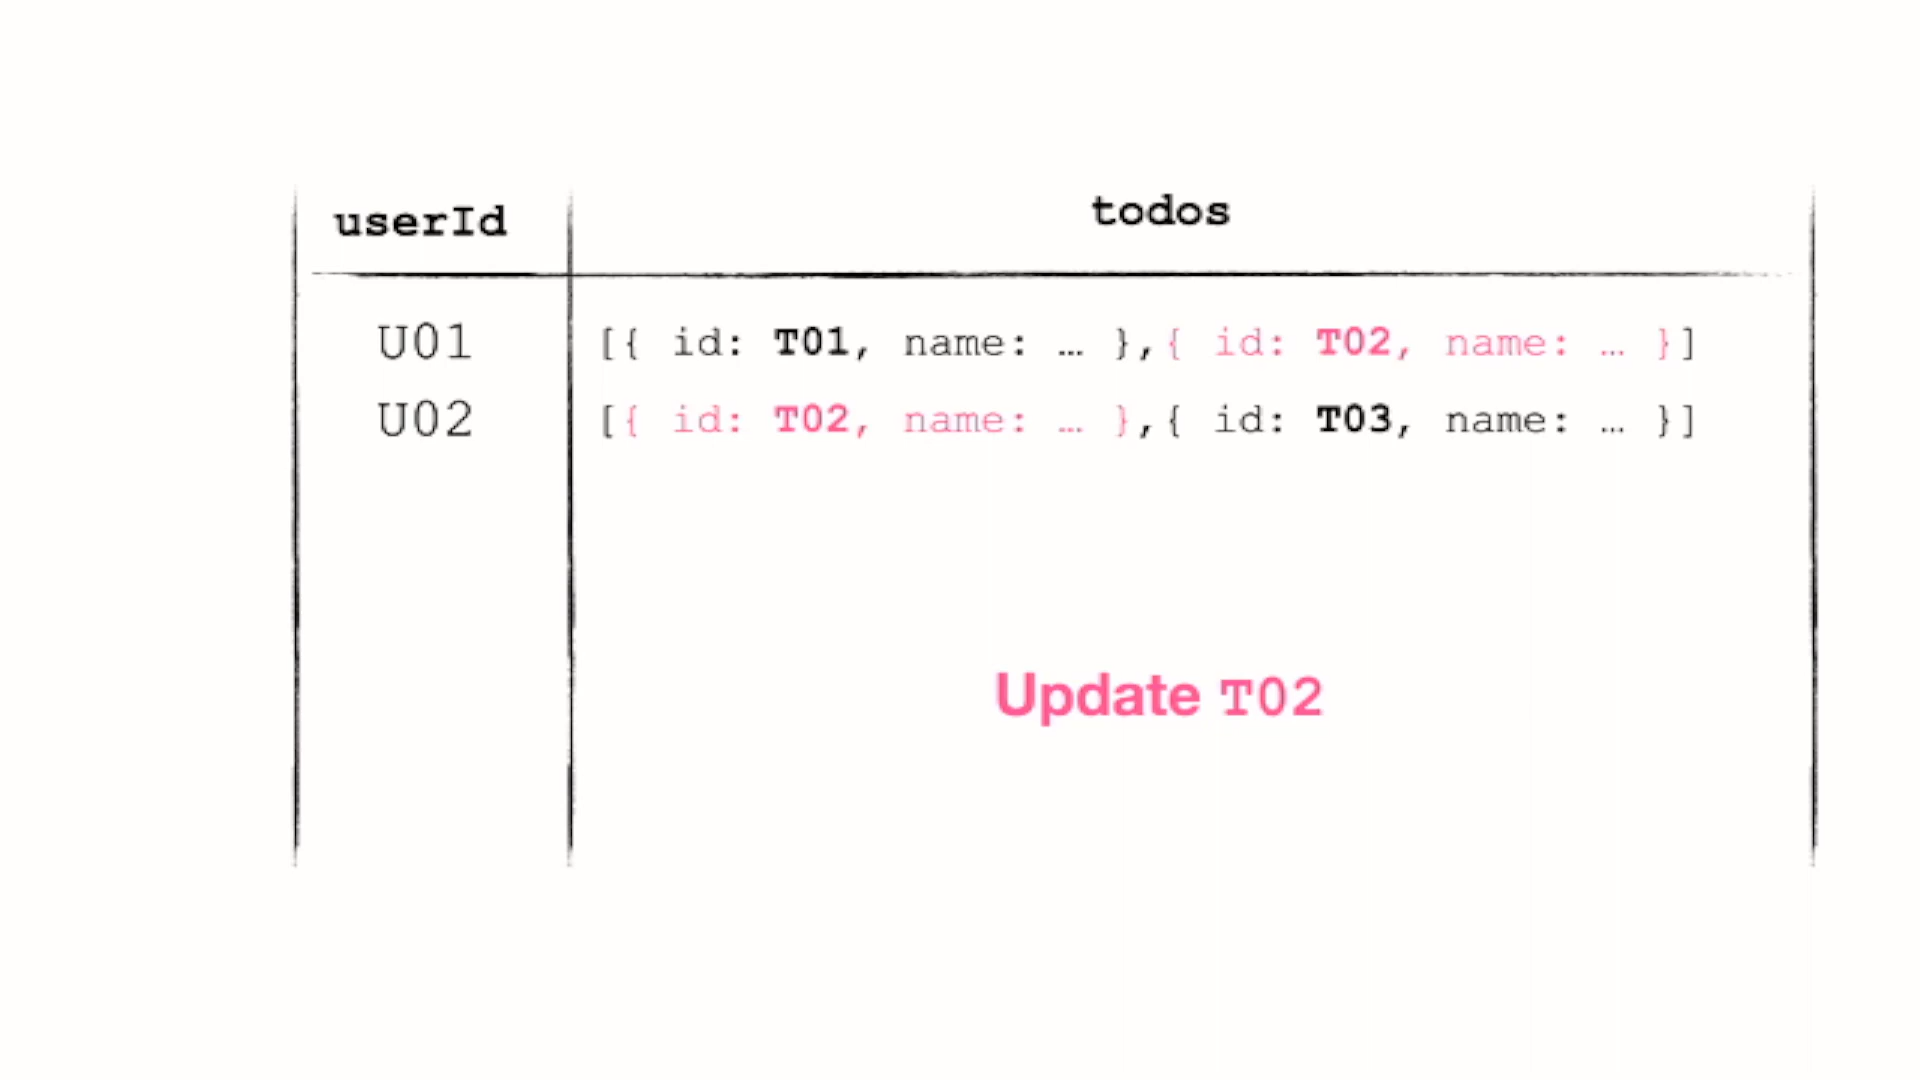 userId todos
U01 [{ id: T01, name: … },{ id: T02, name: … }]
U02 [{ id: T02, name: … },{ id: T03, name: … }]
Update T02